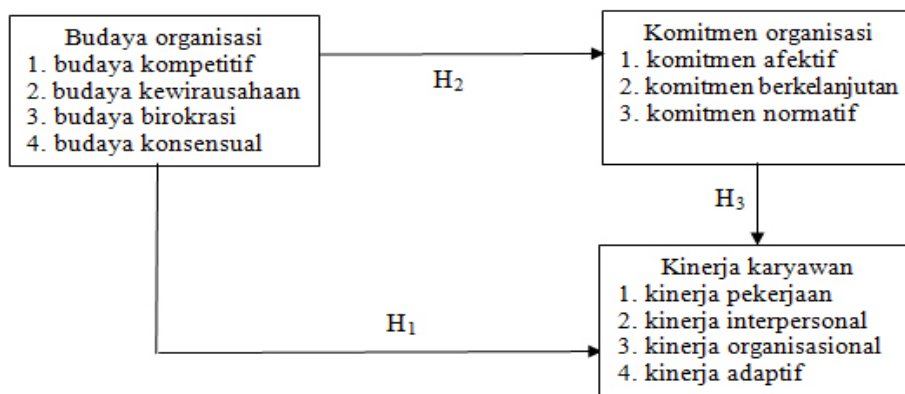 Budaya organisasi
1. budaya kompetitif
2. budaya kewirausahaan
3. budaya birokrasi
4. budaya konsensual
H₂
Komitmen organisasi
1. komitmen afektif
2. komitmen berkelanjutan
3. komitmen normatif
H₃
H₁
Kinerja karyawan
1. kinerja pekerjaan
2. kinerja interpersonal
3. kinerja organisasional
4. kinerja adaptif